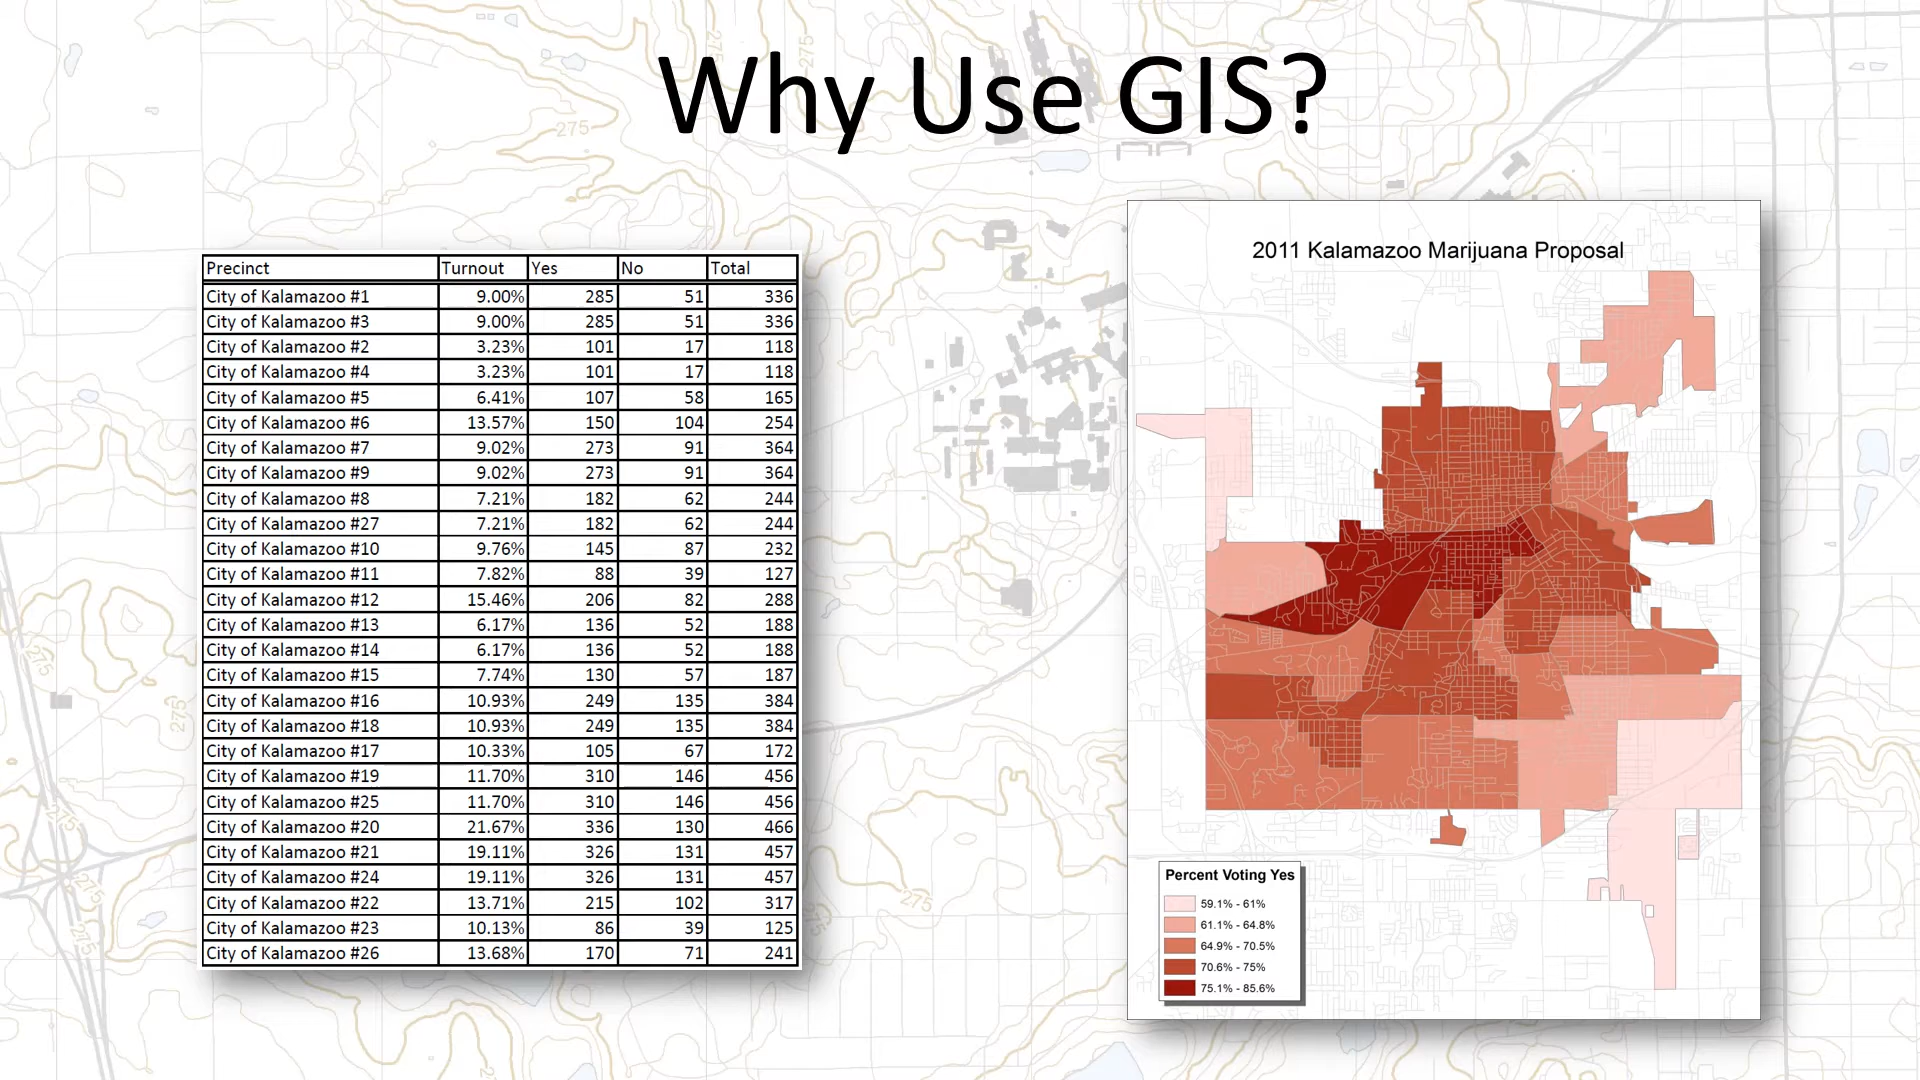 Why Use GIS?
Precinct Turnout Yes No Total
City of Kalamazoo #1 9.00% 285 51 336
City of Kalamazoo #3 9.00% 285 51 336
City of Kalamazoo #2 3.23% 101 17 118
City of Kalamazoo #4 3.23% 101 17 118
City of Kalamazoo #5 6.41% 107 58 165
City of Kalamazoo #6 13.57% 150 104 254
City of Kalamazoo #7 9.02% 273 91 364
City of Kalamazoo #9 9.02% 273 91 364
City of Kalamazoo #8 7.21% 182 62 244
City of Kalamazoo #27 7.21% 182 62 244
City of Kalamazoo #10 9.76% 145 87 232
City of Kalamazoo #11 7.82% 88 39 127
City of Kalamazoo #12 15.46% 206 82 288
City of Kalamazoo #13 6.17% 136 52 188
City of Kalamazoo #14 6.17% 136 52 188
City of Kalamazoo #15 7.74% 130 57 187
City of Kalamazoo #16 10.93% 249 135 384
City of Kalamazoo #18 10.93% 249 135 384
City of Kalamazoo #17 10.33% 105 67 172
City of Kalamazoo #19 11.70% 310 146 456
City of Kalamazoo #25 11.70% 310 146 456
City of Kalamazoo #20 21.67% 336 130 466
City of Kalamazoo #21 19.11% 326 131 457
City of Kalamazoo #24 19.11% 326 131 457
City of Kalamazoo #22 13.71% 215 102 317
City of Kalamazoo #23 10.13% 86 39 125
City of Kalamazoo #26 13.68% 170 71 241
2011 Kalamazoo Marijuana Proposal
Percent Voting Yes
59.1% - 61%
61.1% - 64.8%
64.9% - 70.5%
70.6% - 75%
75.1% - 85.6%
275
275
275
275
275
275
275
275
275